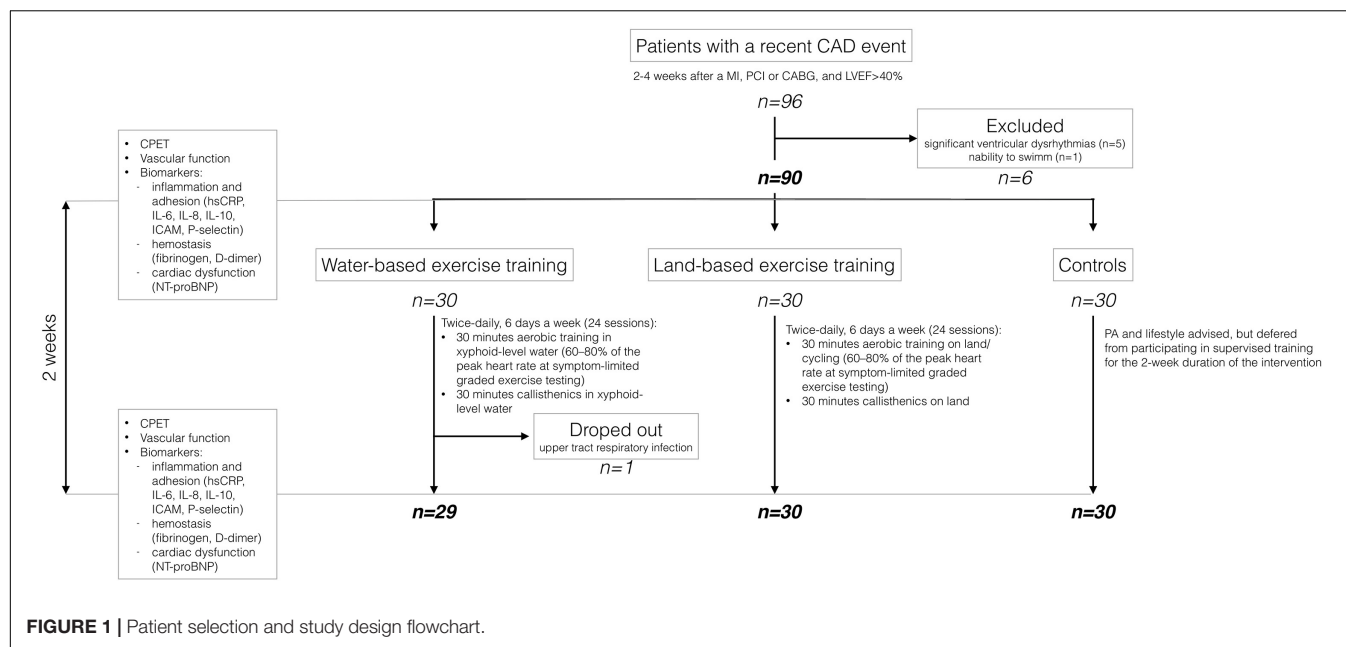 Patients with a recent CAD event
2-4 weeks after a MI, PCI or CABG, and LVEF>40%
n=96
Excluded
significant ventricular dysrhythmias (n=5)
nability to swimm (n=1)
n=6
n=90
• CPET
• Vascular function
• Biomarkers:
- inflammation and
adhesion (hsCRP,
IL-6, IL-8, IL-10,
ICAM, P-selectin)
- hemostasis
(fibrinogen, D-dimer)
- cardiac dysfunction
(NT-proBNP)
2 weeks
Water-based exercise training
n=30
Twice-daily, 6 days a week (24 sessions):
• 30 minutes aerobic training in
xyphoid-level water (60–80% of the
peak heart rate at symptom-limited
graded exercise testing)
• 30 minutes callisthenics in xyphoid-
level water
Droped out
upper tract respiratory infection
n=1
n=29
Land-based exercise training
n=30
Twice-daily, 6 days a week (24 sessions):
• 30 minutes aerobic training on land/
cycling (60–80% of the peak heart
rate at symptom-limited graded
exercise testing)
• 30 minutes callisthenics on land
n=30
Controls
n=30
PA and lifestyle advised, but defered
from participating in supervised training
for the 2-week duration of the intervention
n=30
• CPET
• Vascular function
• Biomarkers:
- inflammation and
adhesion (hsCRP,
IL-6, IL-8, IL-10,
ICAM, P-selectin)
- hemostasis
(fibrinogen, D-dimer)
- cardiac dysfunction
(NT-proBNP)
FIGURE 1 | Patient selection and study design flowchart.